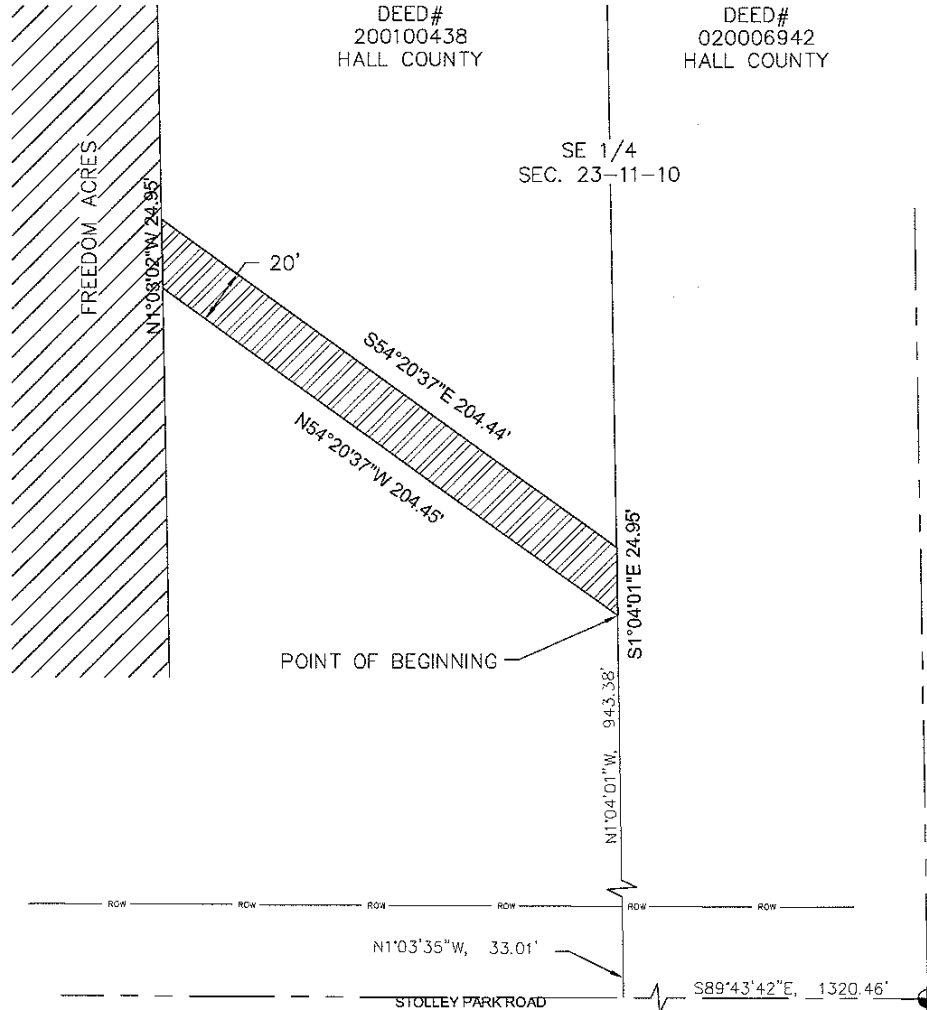 DEED#
200100438
HALL COUNTY
DEED#
020006942
HALL COUNTY
SE 1/4
SEC. 23-11-10
FREEDOM ACRES
N1°03'02"W 24.95'
20'
S54°20'37"E 204.44'
N54°20'37"W 204.45'
S1°04'01"E 24.95'
POINT OF BEGINNING
N1°04'01"W, 943.38'
ROW ROW ROW ROW ROW ROW
N1°03'35"W, 33.01'
S89°43'42"E, 1320.46'
STOLLEY PARK ROAD